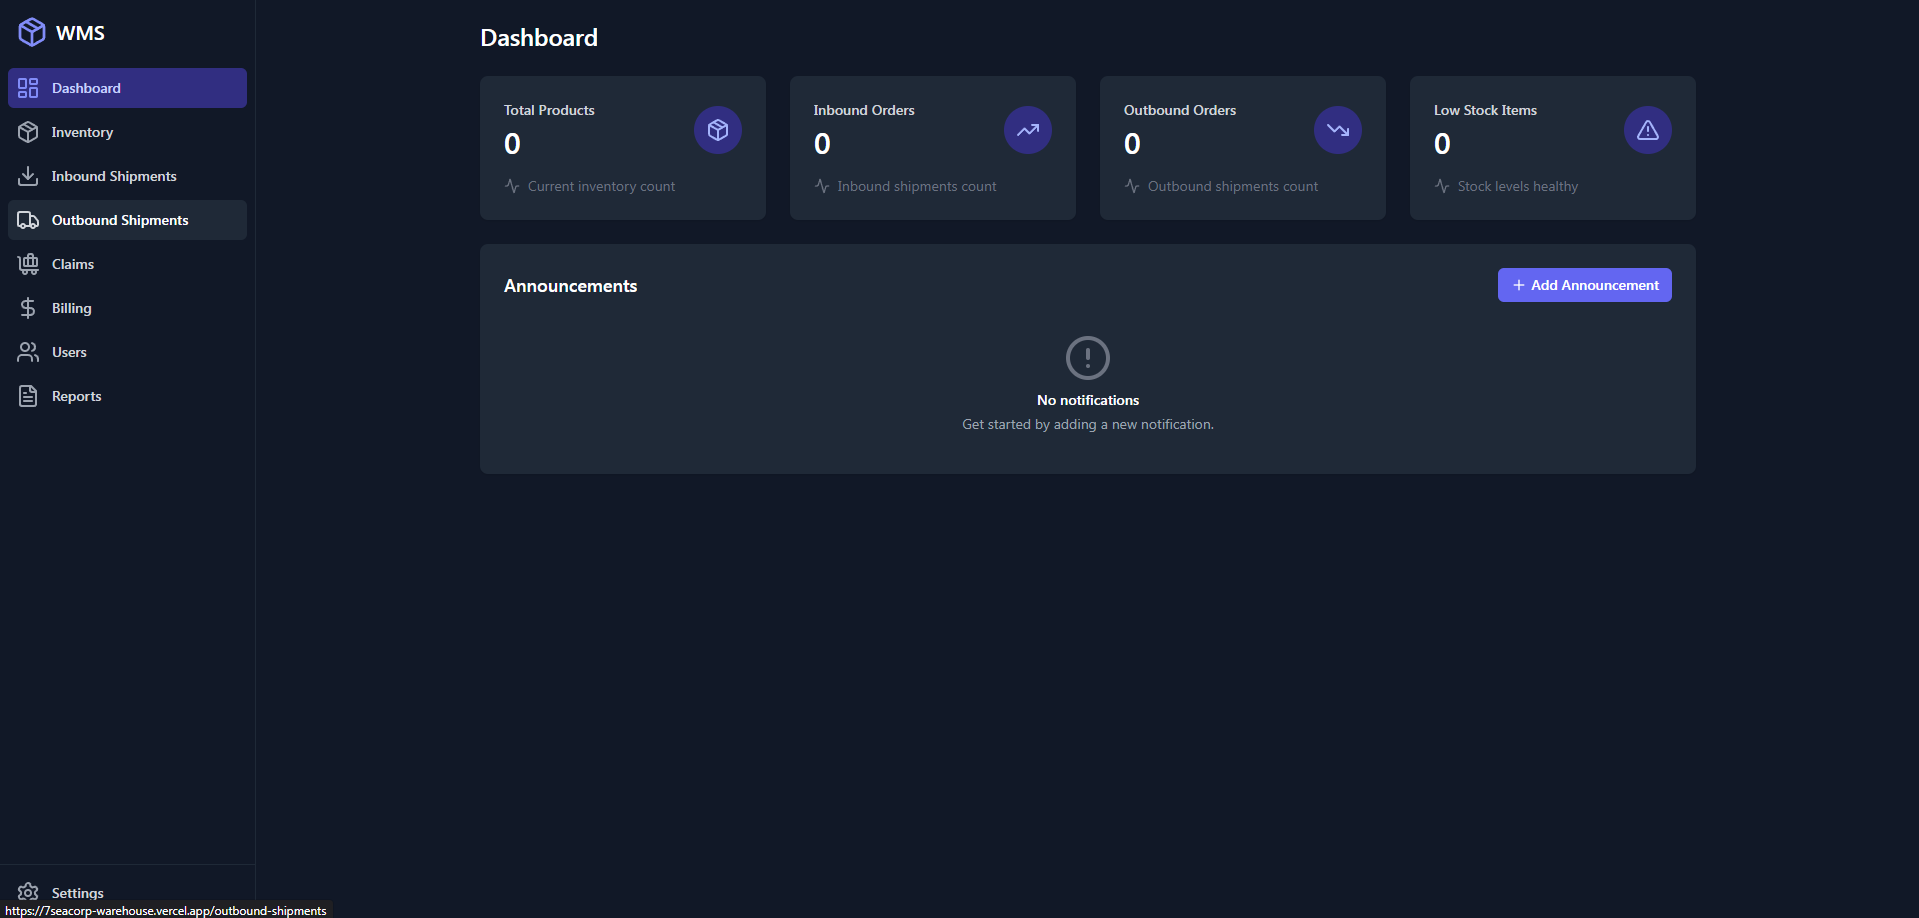 WMS
Dashboard
Inventory
Inbound Shipments
Outbound Shipments
Claims
Billing
Users
Reports
Settings
https://7seacorp-warehouse.vercel.app/outbound-shipments
Dashboard
Total Products
0
Current inventory count
Inbound Orders
0
Inbound shipments count
Outbound Orders
0
Outbound shipments count
Low Stock Items
0
Stock levels healthy
Announcements
Add Announcement
No notifications
Get started by adding a new notification.